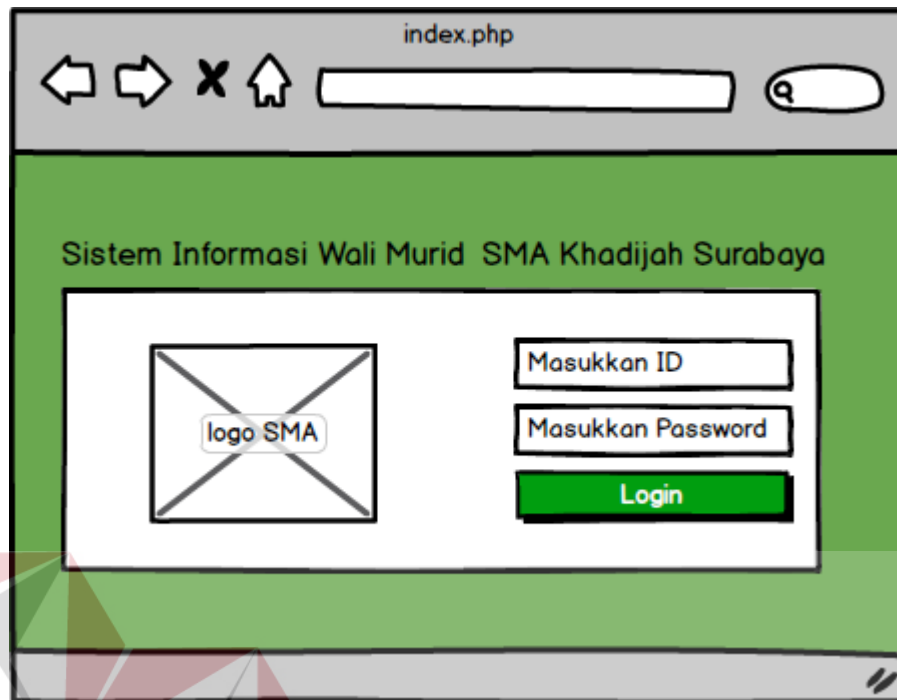 index.php
Sistem Informasi Wali Murid SMA Khadijah Surabaya
logo SMA
Masukkan ID
Masukkan Password
Login